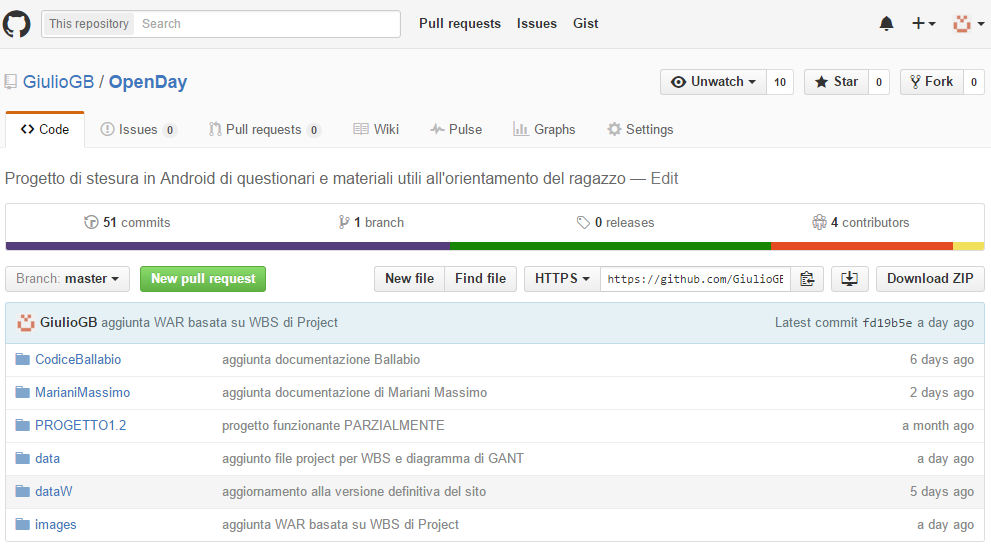 This repository Search Pull requests Issues Gist
GiulioGB / OpenDay Unwatch 10 Star 0 Fork 0
Code Issues 0 Pull requests 0 Wiki Pulse Graphs Settings
Progetto di stesura in Android di questionari e materiali utili all'orientamento del ragazzo — Edit
51 commits 1 branch 0 releases 4 contributors
Branch: master New pull request New file Find file HTTPS https://github.com/GiulioGB Download ZIP
GiulioGB aggiunta WAR basata su WBS di Project Latest commit fd19b5e a day ago
CodiceBallabio aggiunta documentazione Ballabio 6 days ago
MarianiMassimo aggiunta documentazione di Mariani Massimo 2 days ago
PROGETTO1.2 progetto funzionante PARZIALMENTE a month ago
data aggiunto file project per WBS e diagramma di GANT a day ago
dataW aggiornamento alla versione definitiva del sito 5 days ago
images aggiunta WAR basata su WBS di Project a day ago